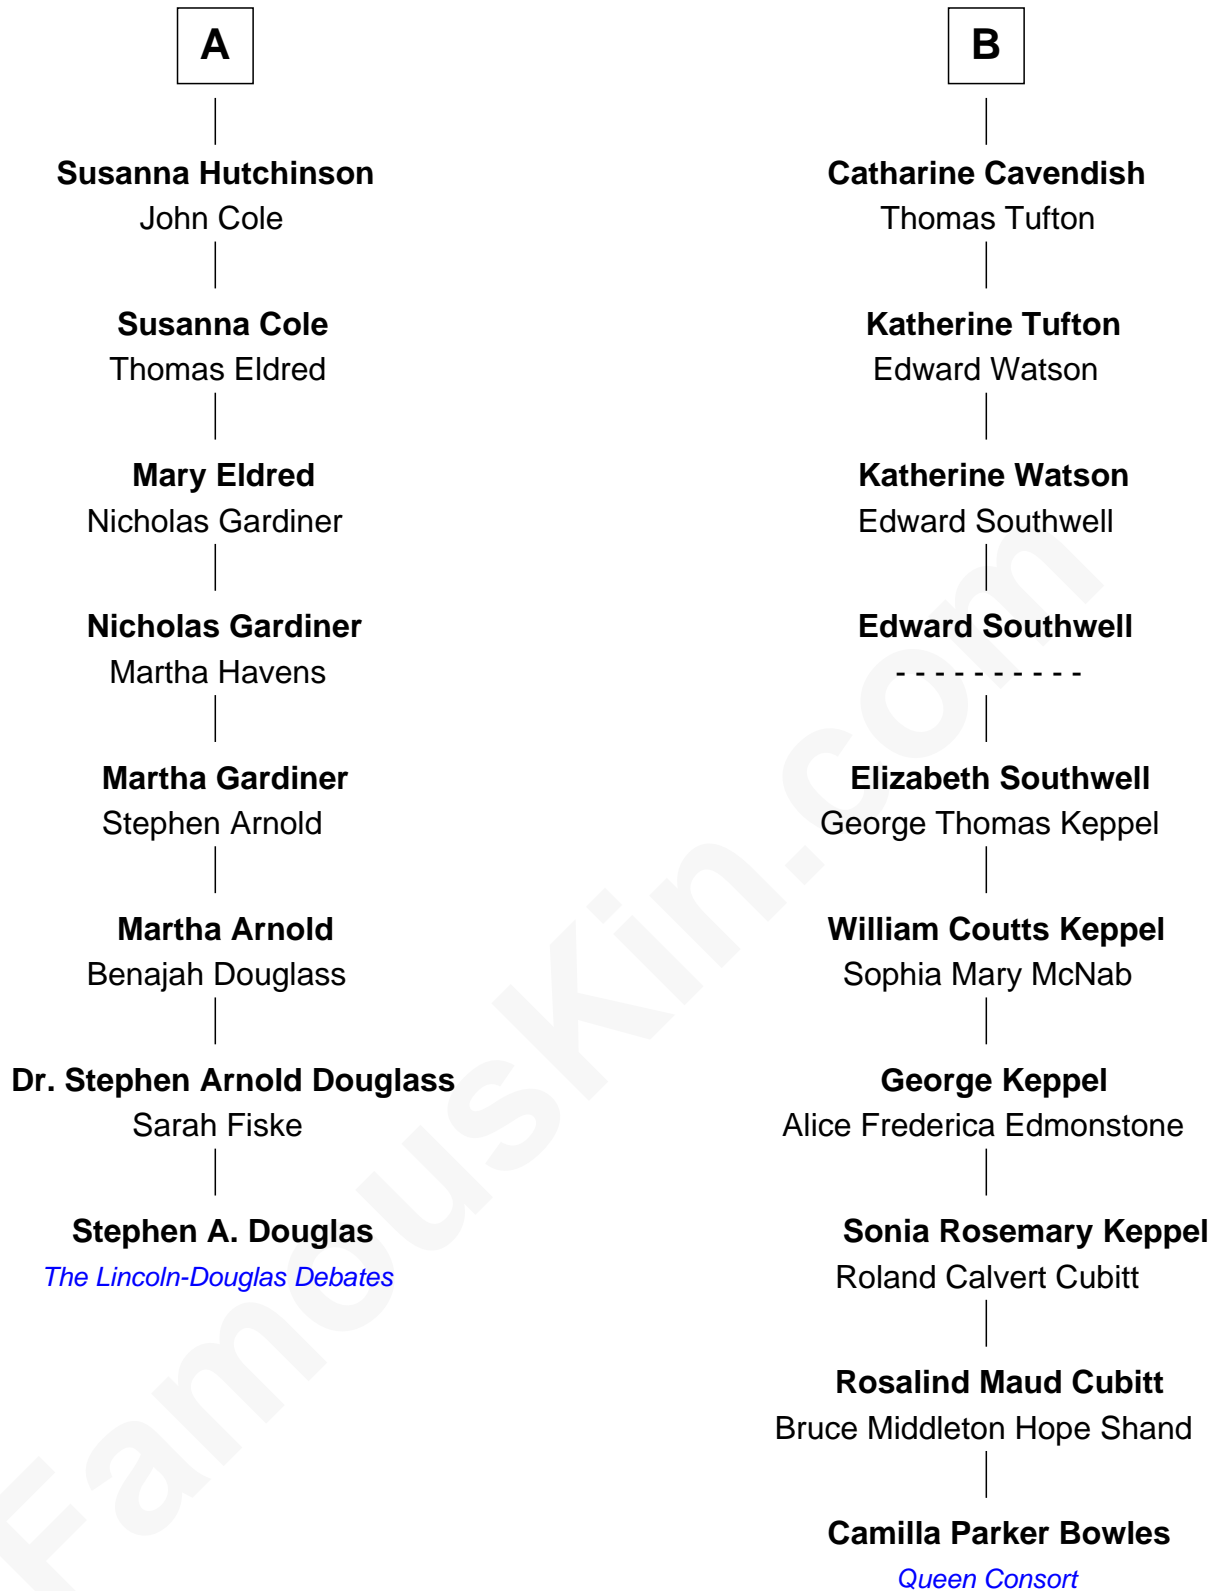 A
Susanna Hutchinson
John Cole
Susanna Cole
Thomas Eldred
Mary Eldred
Nicholas Gardiner
Nicholas Gardiner
Martha Havens
Martha Gardiner
Stephen Arnold
Martha Arnold
Benajah Douglass
Dr. Stephen Arnold Douglass
Sarah Fiske
Stephen A. Douglas
The Lincoln-Douglas Debates
B
Catharine Cavendish
Thomas Tufton
Katherine Tufton
Edward Watson
Katherine Watson
Edward Southwell
Edward Southwell
- - - - - - - - - -
Elizabeth Southwell
George Thomas Keppel
William Coutts Keppel
Sophia Mary McNab
George Keppel
Alice Frederica Edmonstone
Sonia Rosemary Keppel
Roland Calvert Cubitt
Rosalind Maud Cubitt
Bruce Middleton Hope Shand
Camilla Parker Bowles
Queen Consort
FamousKin.com